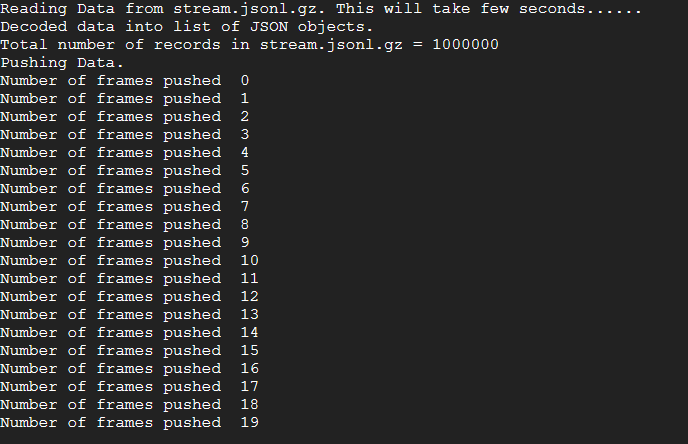 Reading Data from stream.jsonl.gz. This will take few seconds......
Decoded data into list of JSON objects.
Total number of records in stream.jsonl.gz = 1000000
Pushing Data.
Number of frames pushed  0
Number of frames pushed  1
Number of frames pushed  2
Number of frames pushed  3
Number of frames pushed  4
Number of frames pushed  5
Number of frames pushed  6
Number of frames pushed  7
Number of frames pushed  8
Number of frames pushed  9
Number of frames pushed  10
Number of frames pushed  11
Number of frames pushed  12
Number of frames pushed  13
Number of frames pushed  14
Number of frames pushed  15
Number of frames pushed  16
Number of frames pushed  17
Number of frames pushed  18
Number of frames pushed  19